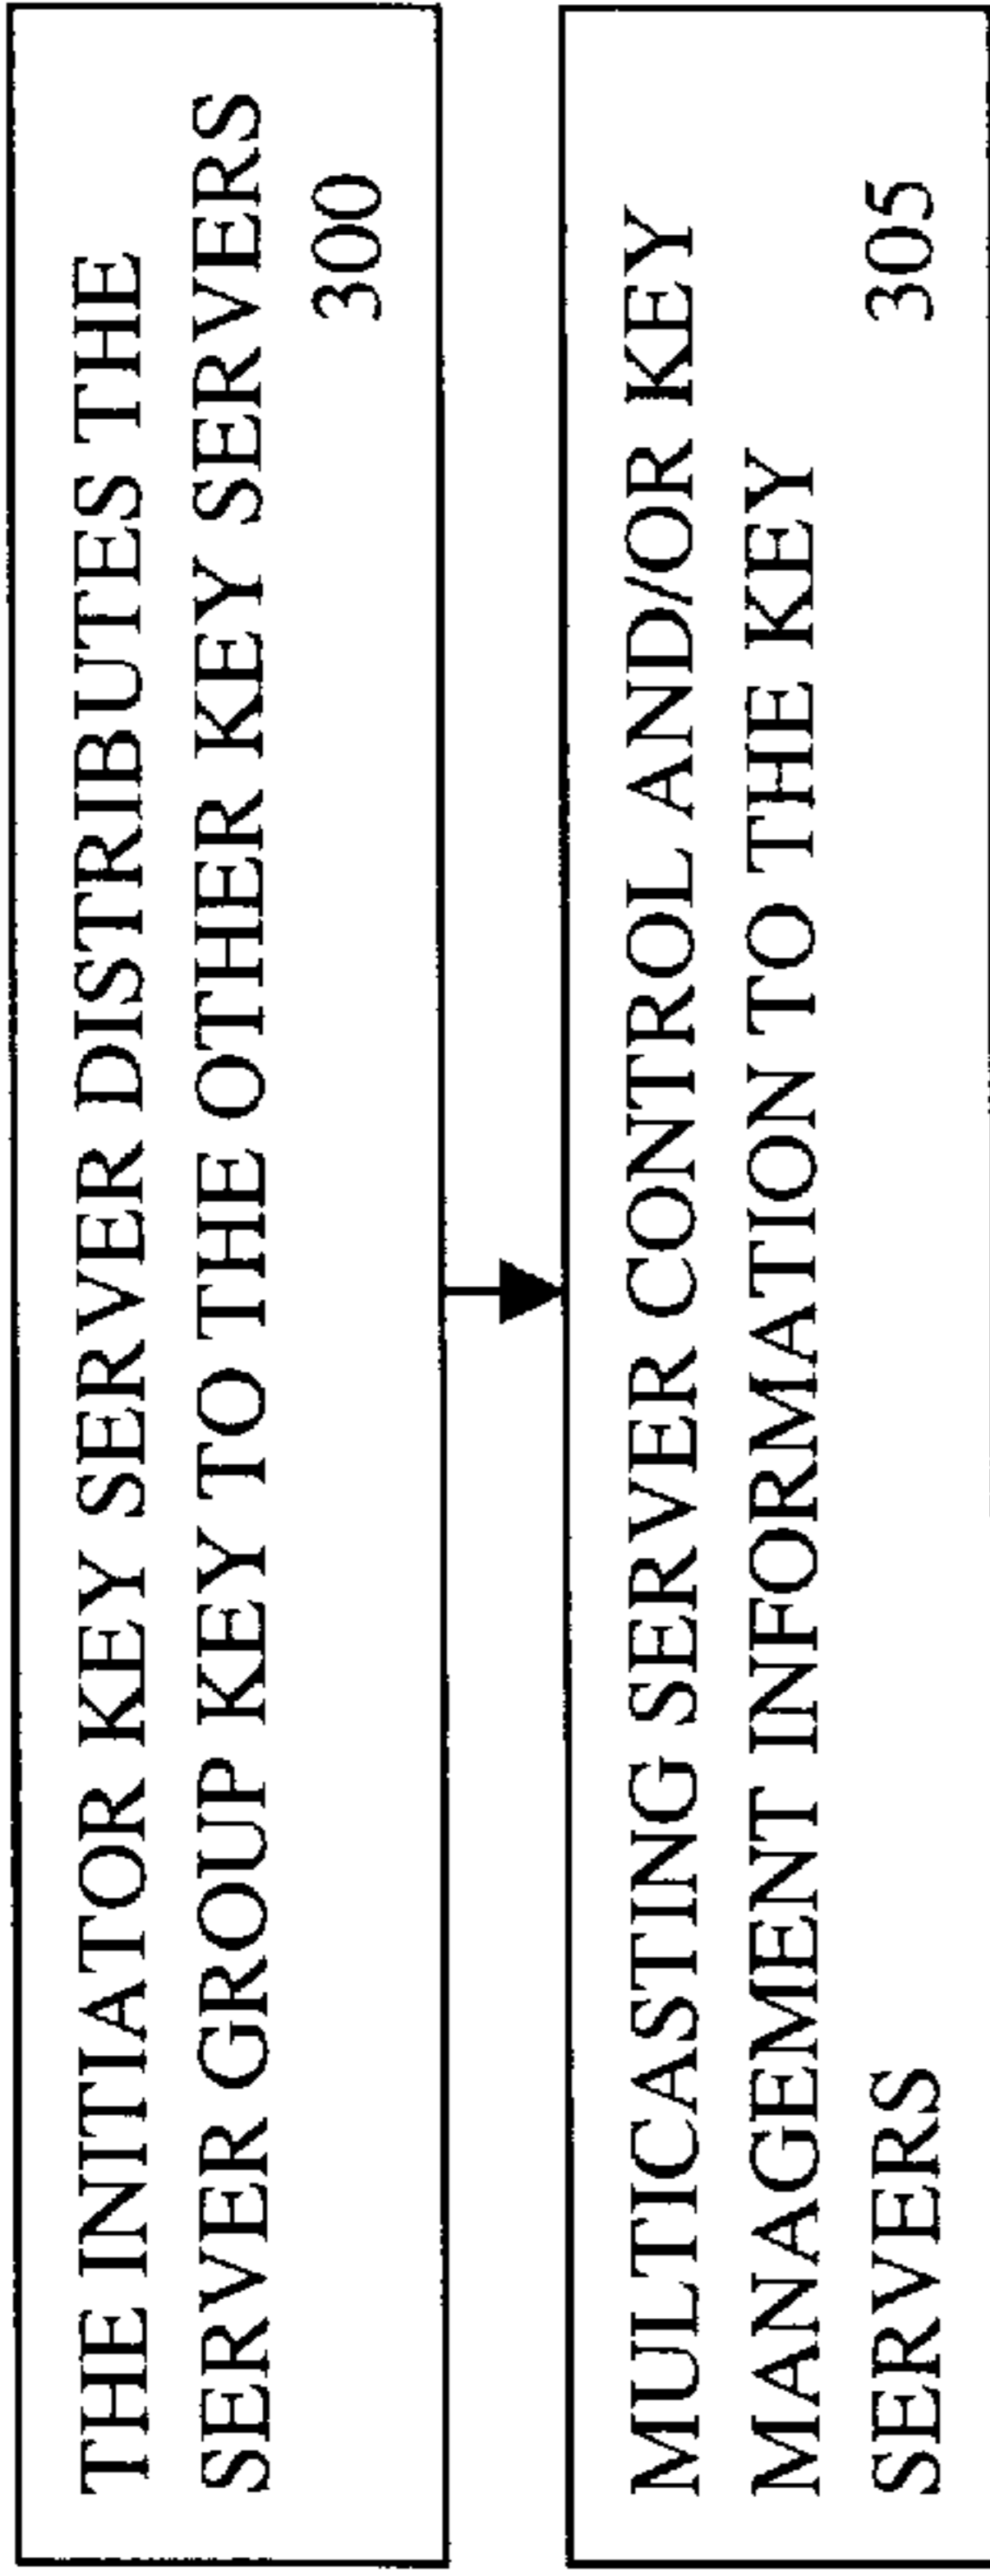 THE INITIATOR KEY SERVER DISTRIBUTES THE
SERVER GROUP KEY TO THE OTHER KEY SERVERS
300
MULTICASTING SERVER CONTROL AND/OR KEY
MANAGEMENT INFORMATION TO THE KEY
SERVERS 305